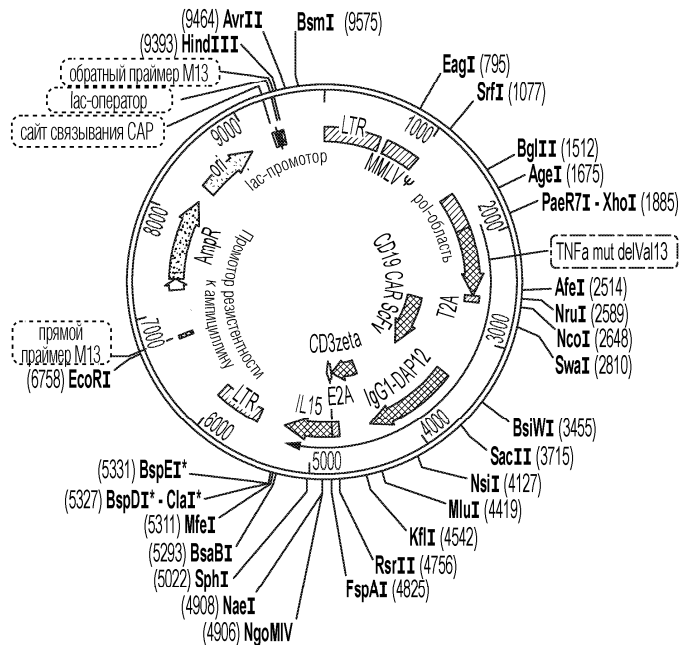 (9464) AvrII
BsmI (9575)
(9393) HindIII
обратный праймер M13
lac-оператор
сайт связывания CAP
EagI (795)
SrfI (1077)
BglII (1512)
AgeI (1675)
PaeR7I - XhoI (1885)
TNFa mut delVal13
AfeI (2514)
NruI (2589)
NcoI (2648)
SwaI (2810)
BsiWI (3455)
SacII (3715)
NsiI (4127)
MluI (4419)
KflI (4542)
RsrII (4756)
FspAI (4825)
(4906) NgoMIV
(4908) NaeI
(5022) SphI
(5293) BsaBI
(5311) MfeI
(5327) BspDI* - ClaI*
(5331) BspEI*
(6758) EcoRI
прямой
праймер M13
1000
2000
3000
4000
5000
6000
7000
8000
9000
LTR
MMLV Ψ
pol-область
T2A
CD19 CAR ScFv
IgG1-DAP12
CD3zeta
E2A
IL15
LTR
Промотор резистентности
к ампициллину
AmpR
ori
lac-промотор